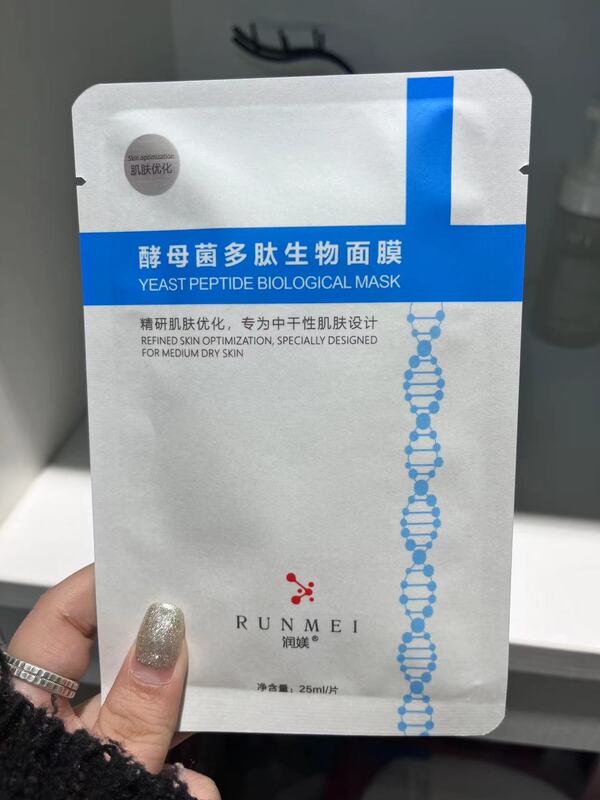 Skin optimization
肌肤优化
酵母菌多肽生物面膜
YEAST PEPTIDE BIOLOGICAL MASK
精研肌肤优化，专为中干性肌肤设计
REFINED SKIN OPTIMIZATION, SPECIALLY DESIGNED
FOR MEDIUM DRY SKIN
RUNMEI
润媄®
净含量：25ml/片